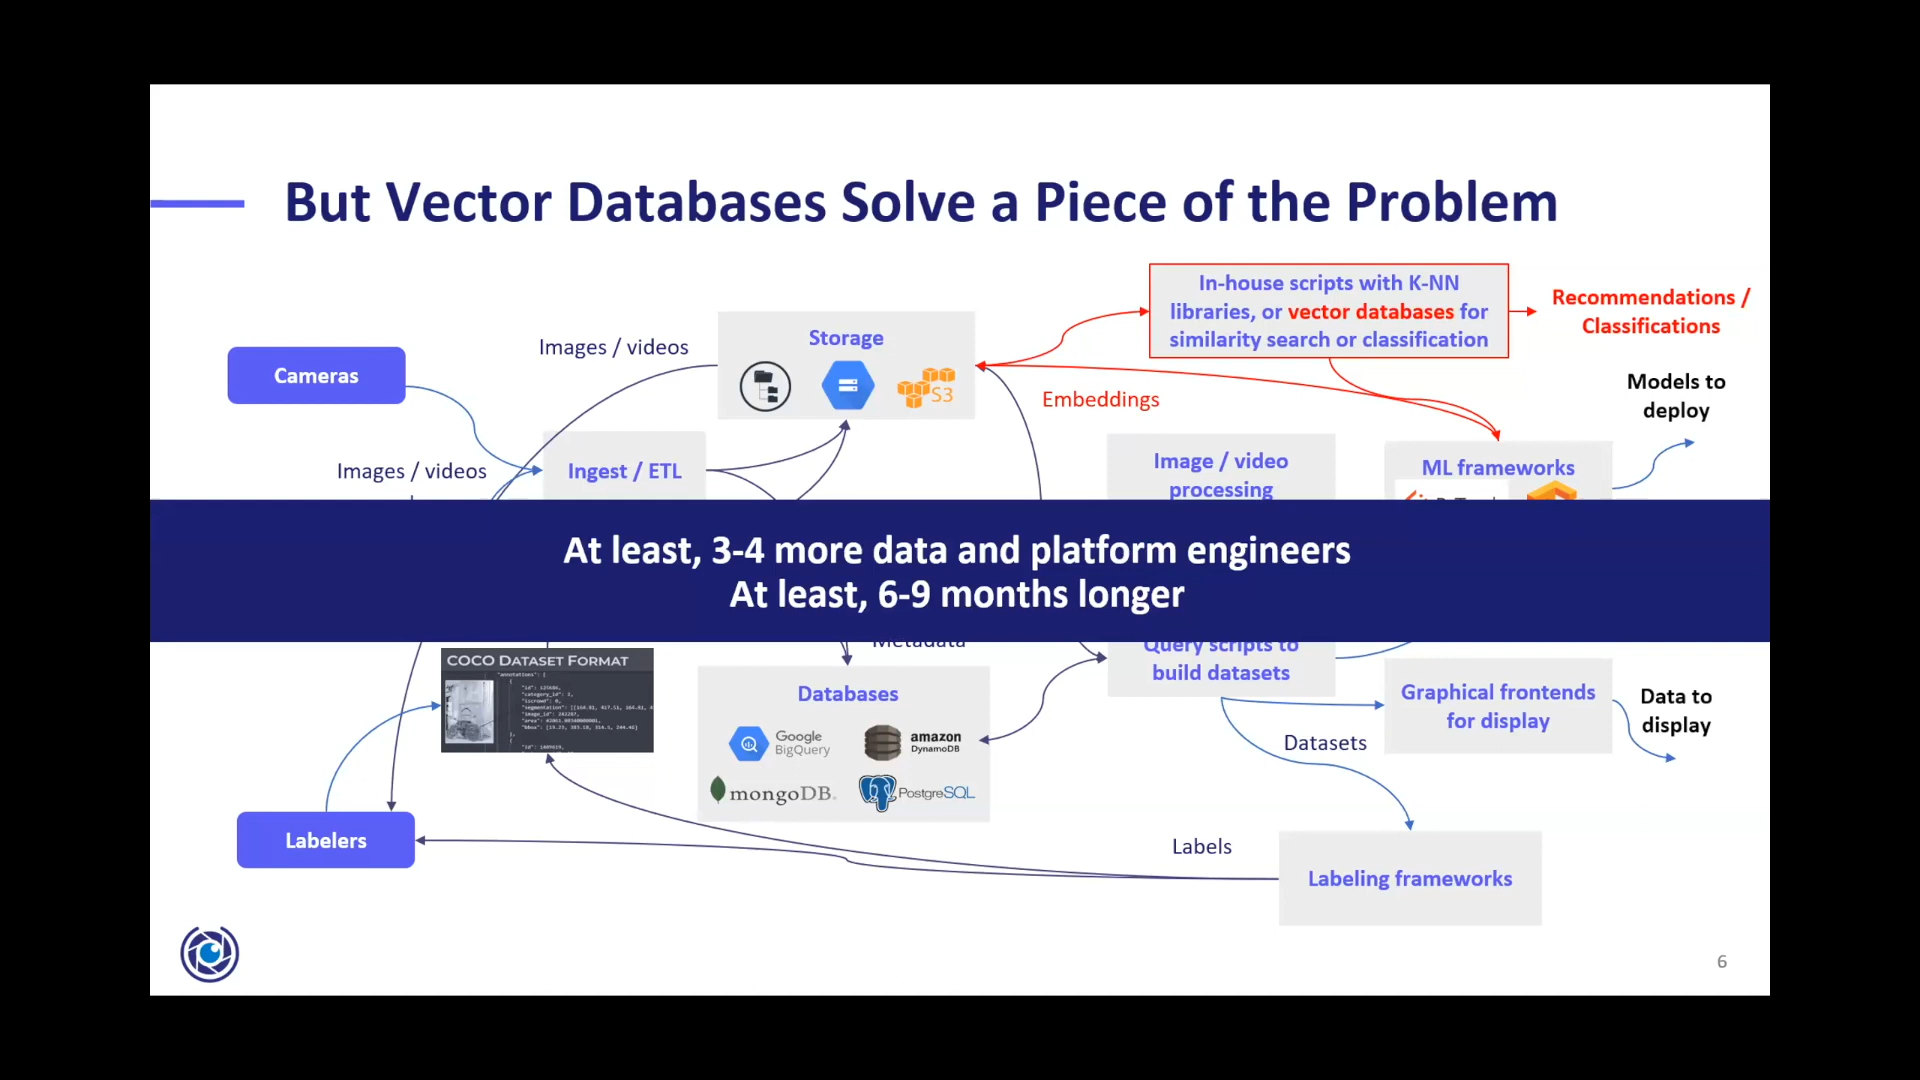 But Vector Databases Solve a Piece of the Problem
In-house scripts with K-NN
libraries, or vector databases for
similarity search or classification
Recommendations /
Classifications
Storage
S3
Images / videos
Cameras
Embeddings
Models to
deploy
Images / videos
Ingest / ETL
Image / video
processing
ML frameworks
At least, 3-4 more data and platform engineers
At least, 6-9 months longer
Metadata
Query scripts to
build datasets
COCO DATASET FORMAT
"annotations": [
Databases
Google
BigQuery
amazon
DynamoDB
mongoDB.
PostgreSQL
Graphical frontends
for display
Data to
display
Datasets
Labelers
Labels
Labeling frameworks
6